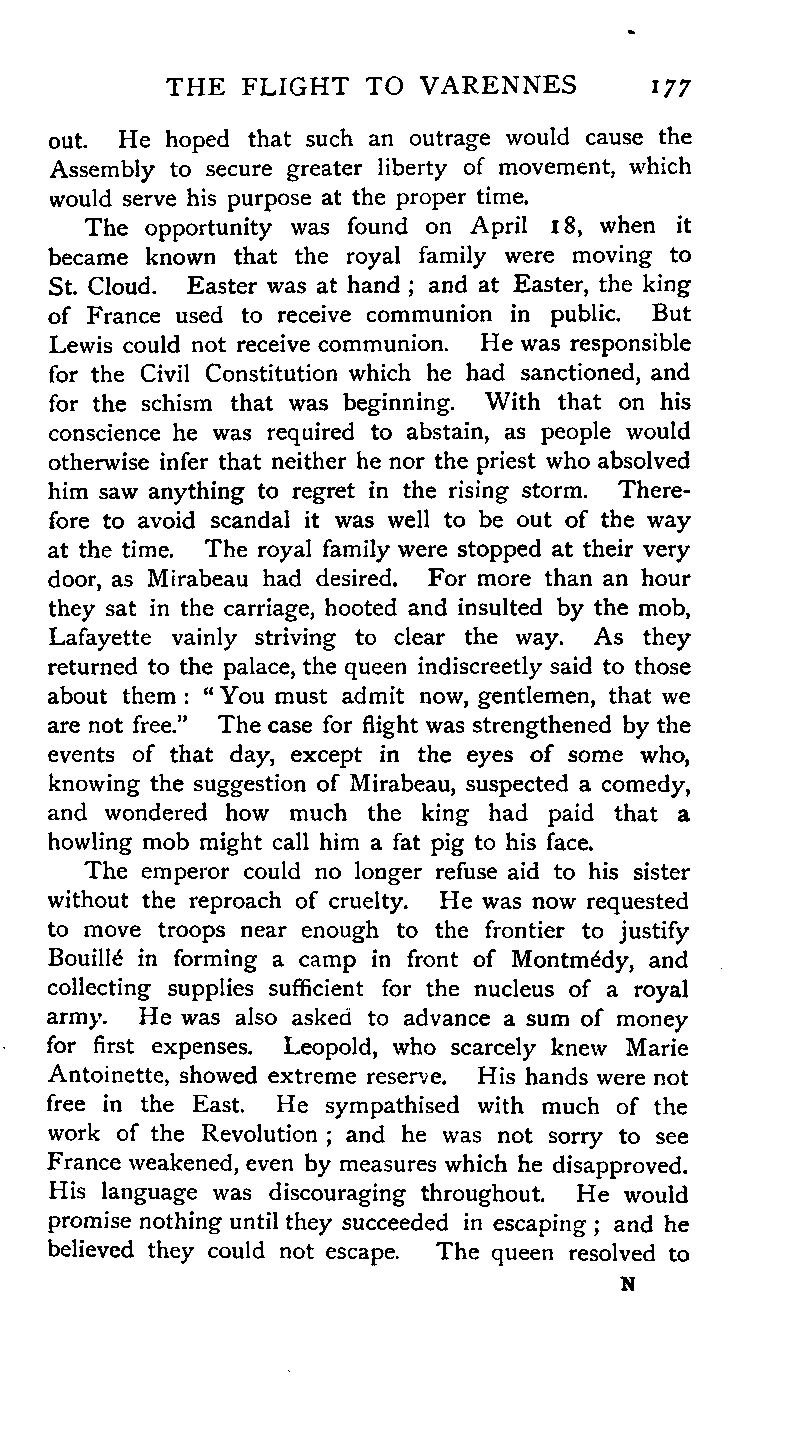 THE FLIGHT TO VARENNES 177
out. He hoped that such an outrage would cause the
Assembly to secure greater liberty of movement, which
would serve his purpose at the proper time.
The opportunity was found on April 18, when it
became known that the royal family were moving to
St. Cloud. Easter was at hand ; and at Easter, the king
of France used to receive communion in public. But
Lewis could not receive communion. He was responsible
for the Civil Constitution which he had sanctioned, and
for the schism that was beginning. With that on his
conscience he was required to abstain, as people would
otherwise infer that neither he nor the priest who absolved
him saw anything to regret in the rising storm. There-
fore to avoid scandal it was well to be out of the way
at the time. The royal family were stopped at their very
door, as Mirabeau had desired. For more than an hour
they sat in the carriage, hooted and insulted by the mob,
Lafayette vainly striving to clear the way. As they
returned to the palace, the queen indiscreetly said to those
about them : “ You must admit now, gentlemen, that we
are not free.” The case for flight was strengthened by the
events of that day, except in the eyes of some who,
knowing the suggestion of Mirabeau, suspected a comedy,
and wondered how much the king had paid that a
howling mob might call him a fat pig to his face.
The emperor could no longer refuse aid to his sister
without the reproach of cruelty. He was now requested
to move troops near enough to the frontier to justify
Bouillé in forming a camp in front of Montmédy, and
collecting supplies sufficient for the nucleus of a royal
army. He was also asked to advance a sum of money
for first expenses. Leopold, who scarcely knew Marie
Antoinette, showed extreme reserve. His hands were not
free in the East. He sympathised with much of the
work of the Revolution ; and he was not sorry to see
France weakened, even by measures which he disapproved.
His language was discouraging throughout. He would
promise nothing until they succeeded in escaping ; and he
believed they could not escape. The queen resolved to
N